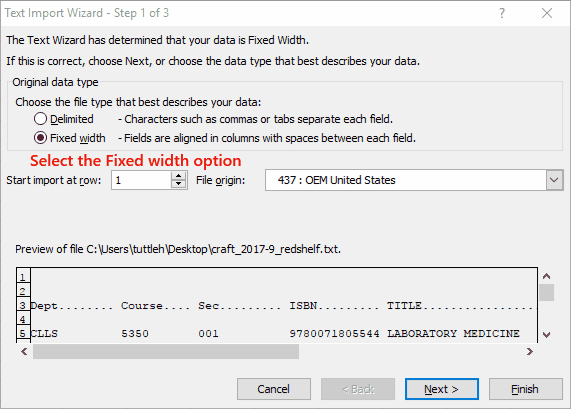 Text Import Wizard - Step 1 of 3
The Text Wizard has determined that your data is Fixed Width.
If this is correct, choose Next, or choose the data type that best describes your data.
Original data type
Choose the file type that best describes your data:
Delimited - Characters such as commas or tabs separate each field.
Fixed width - Fields are aligned in columns with spaces between each field.
Select the Fixed width option
Start import at row: 1 File origin: 437 : OEM United States
Preview of file C:\Users\tuttleh\Desktop\craft_2017-9_redshelf.txt.
1
2
3 Dept........ Course.... Sec......... ISBN......... TITLE................
4
5 CLLS 5350 001 9780071805544 LABORATORY MEDICINE
Cancel < Back Next > Finish